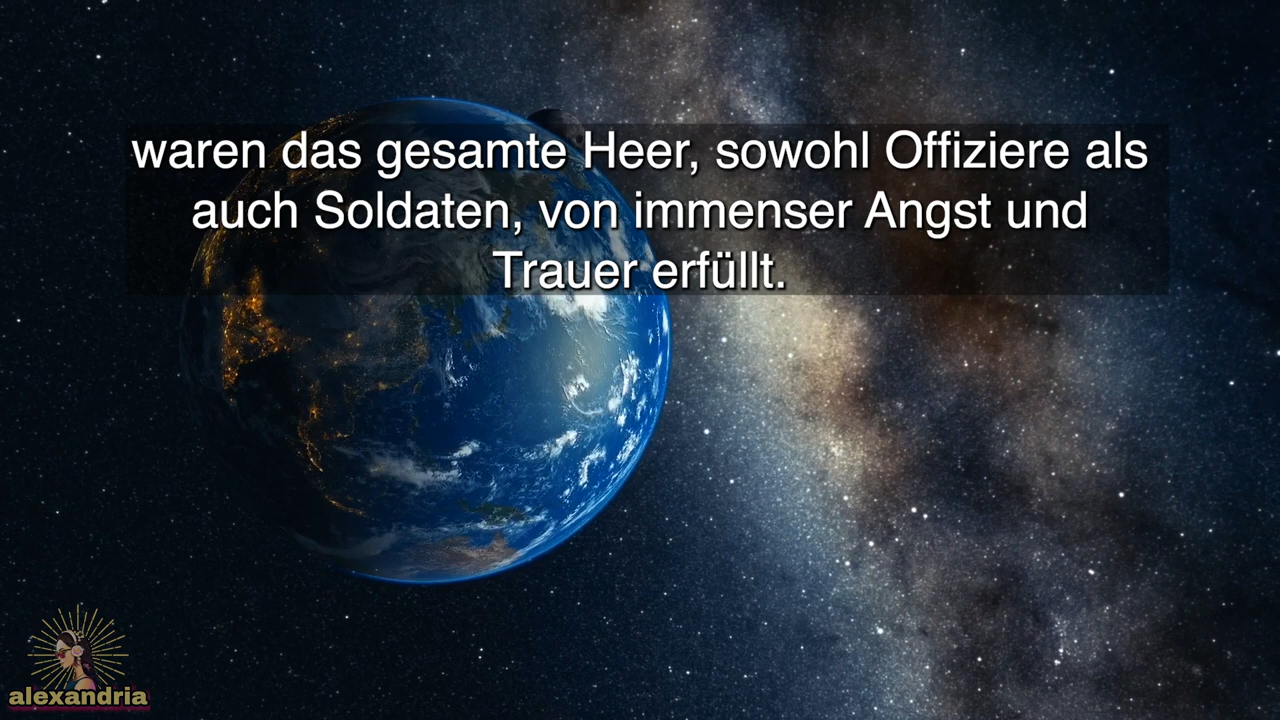 waren das gesamte Heer, sowohl Offiziere als
auch Soldaten, von immenser Angst und
Trauer erfüllt.
alexandria